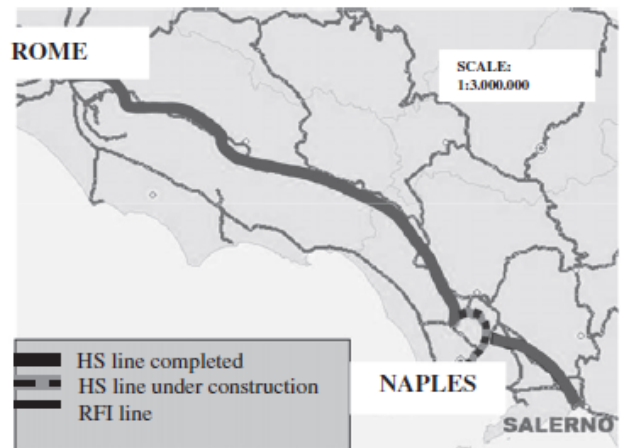 ROME
SCALE:
1:3.000.000
HS line completed
HS line under construction
RFI line
NAPLES
SALERNO